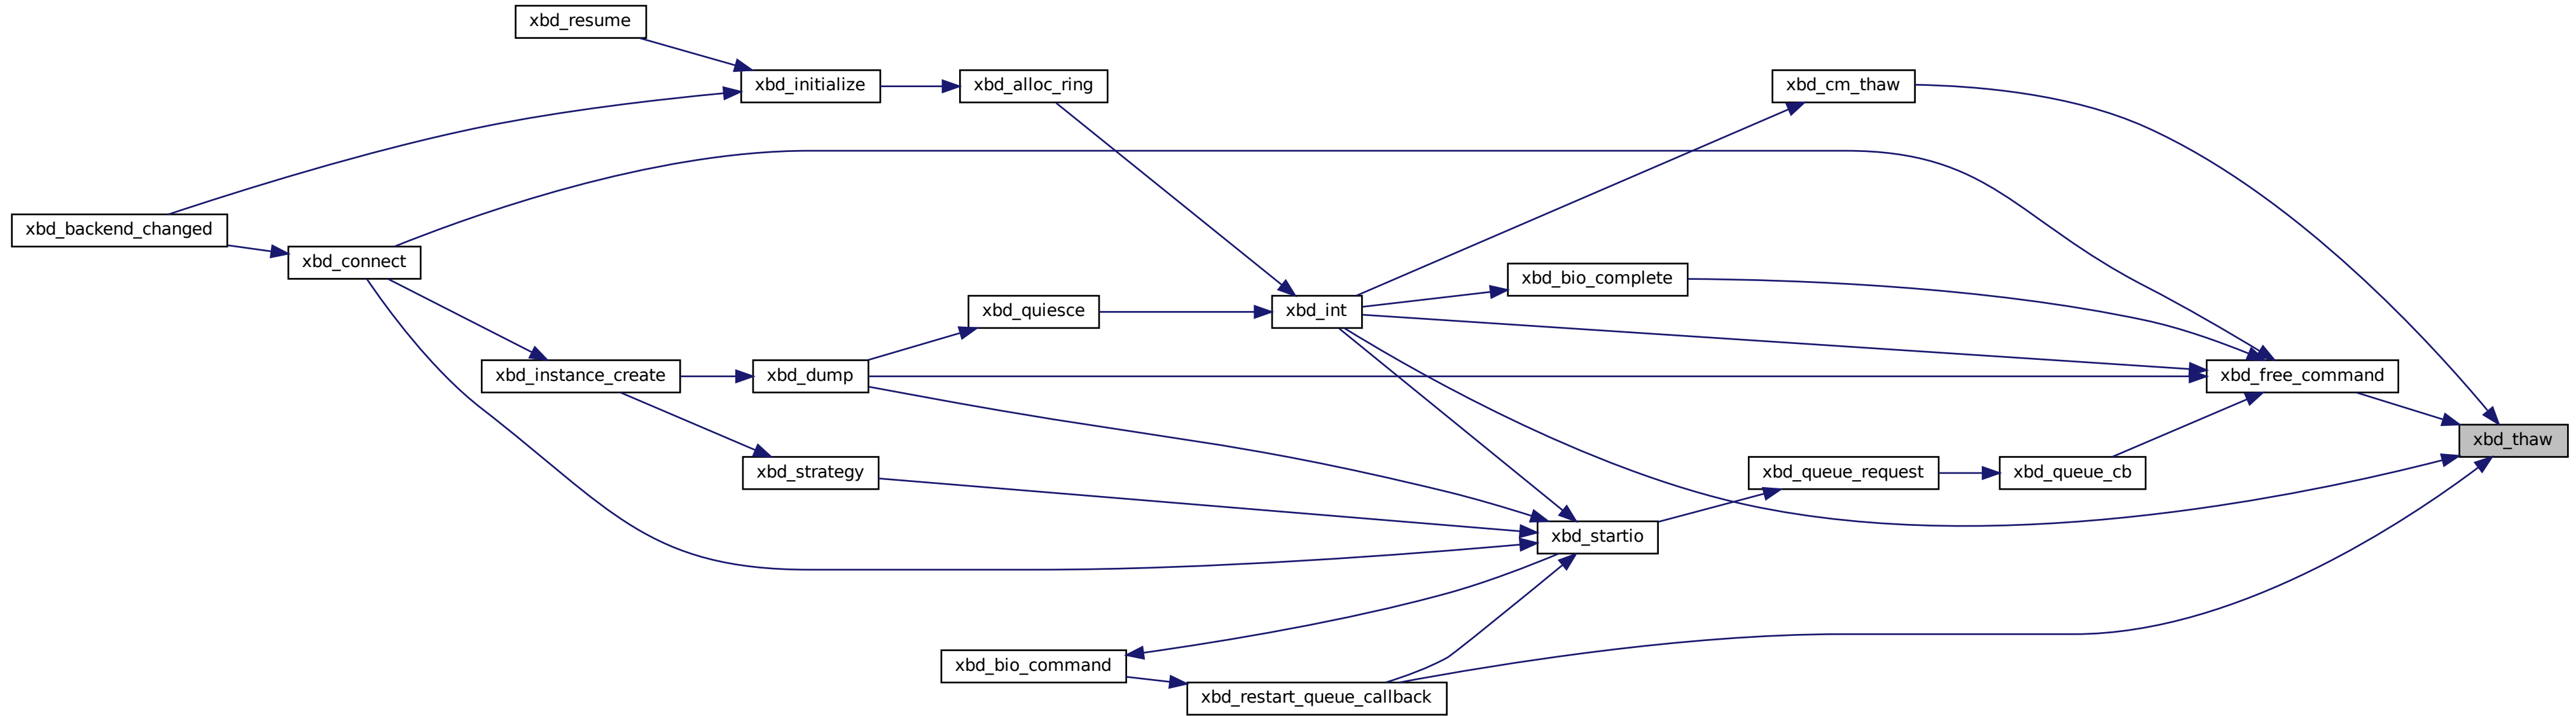 xbd_resume
xbd_initialize
xbd_alloc_ring
xbd_cm_thaw
xbd_backend_changed
xbd_connect
xbd_bio_complete
xbd_quiesce
xbd_int
xbd_instance_create
xbd_dump
xbd_free_command
xbd_thaw
xbd_strategy
xbd_queue_request
xbd_queue_cb
xbd_startio
xbd_bio_command
xbd_restart_queue_callback